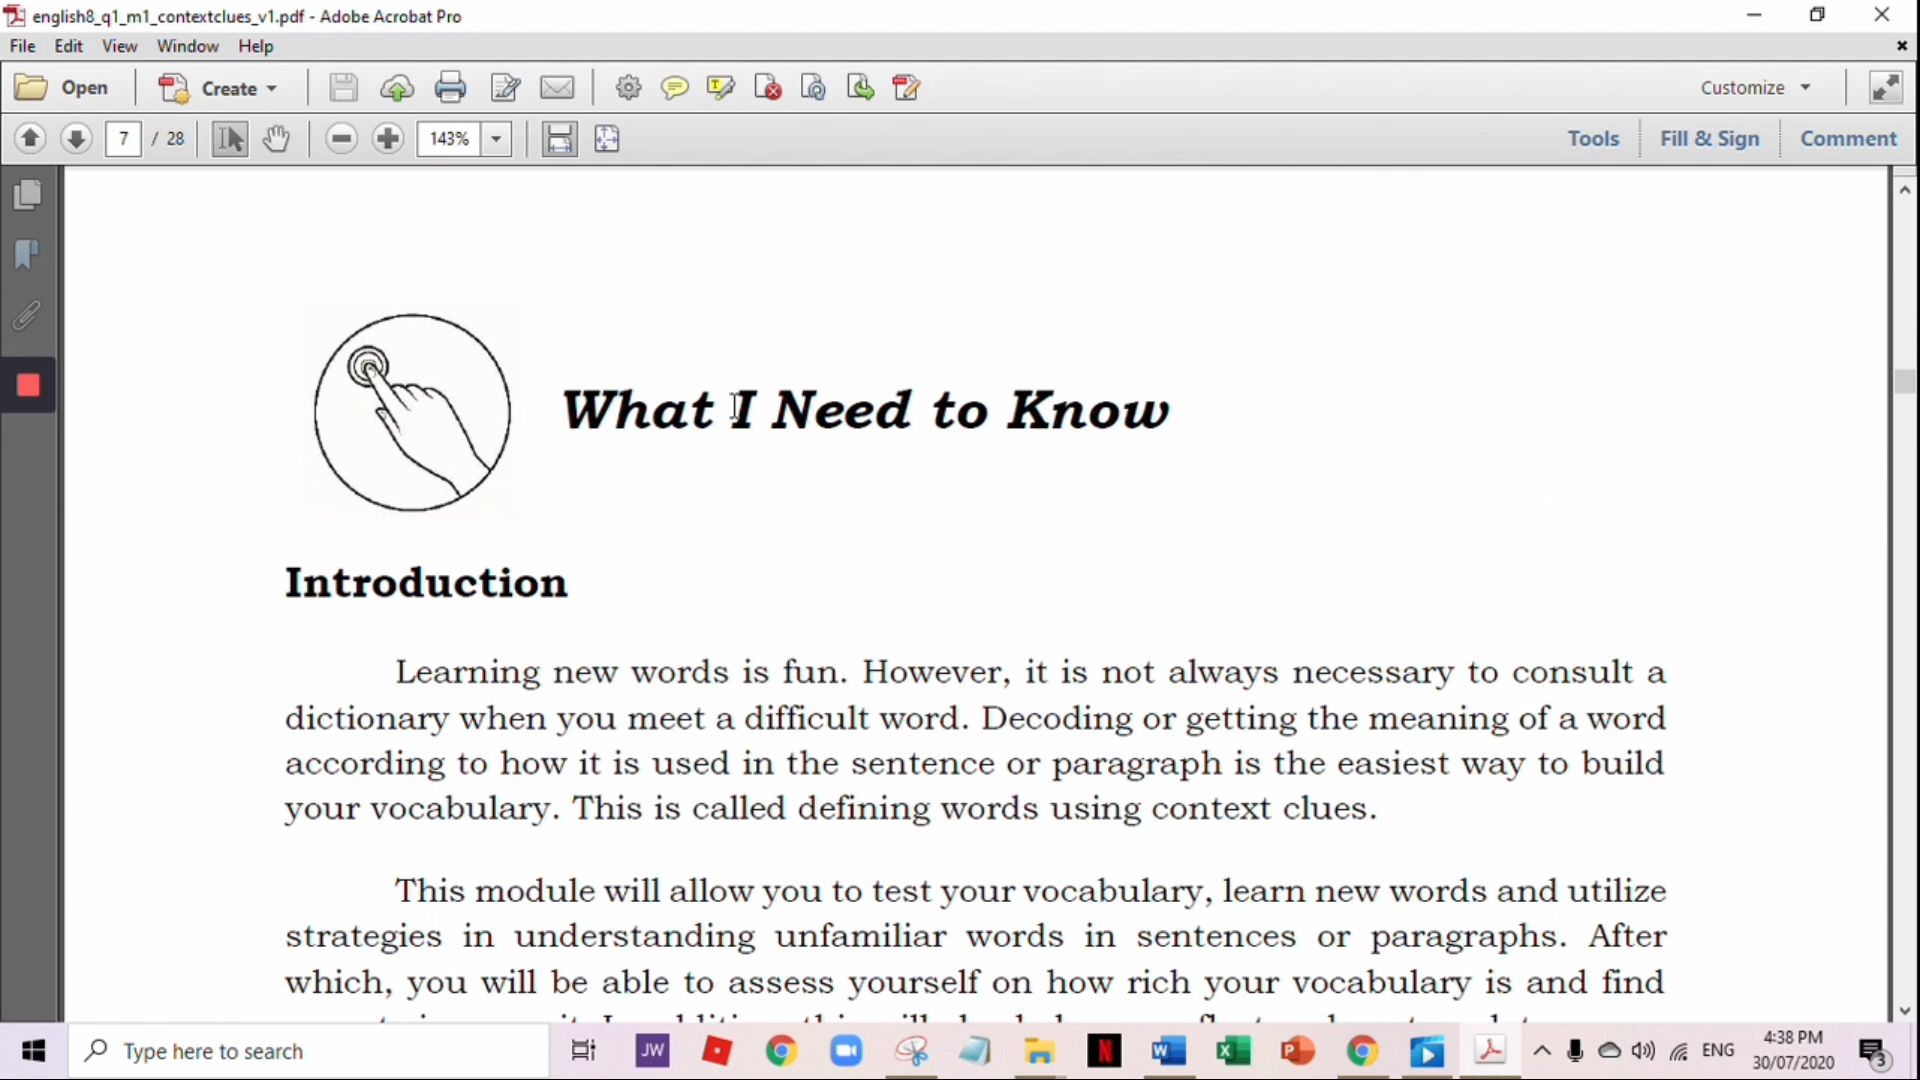 english8_q1_m1_contextclues_v1.pdf - Adobe Acrobat Pro
File Edit View Window Help
Open Create Customize
7 / 28 143% Tools Fill & Sign Comment
What I Need to Know
Introduction
Learning new words is fun. However, it is not always necessary to consult a
dictionary when you meet a difficult word. Decoding or getting the meaning of a word
according to how it is used in the sentence or paragraph is the easiest way to build
your vocabulary. This is called defining words using context clues.
This module will allow you to test your vocabulary, learn new words and utilize
strategies in understanding unfamiliar words in sentences or paragraphs. After
which, you will be able to assess yourself on how rich your vocabulary is and find
Type here to search JW N ENG 4:38 PM
30/07/2020 3